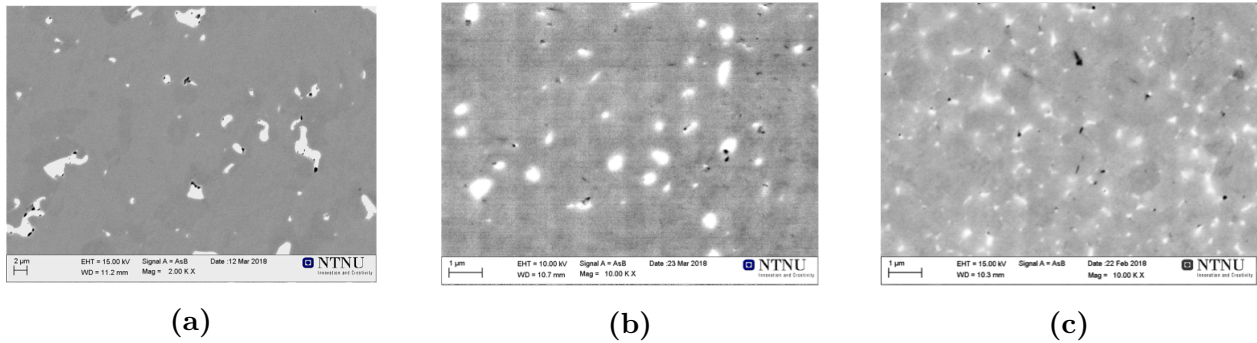 2 µm
EHT = 15.00 kV Signal A = AsB Date :12 Mar 2018
WD = 11.2 mm Mag = 2.00 K X
NTNU
Innovation and Creativity
(a)
1 µm
EHT = 10.00 kV Signal A = AsB Date :23 Mar 2018
WD = 10.7 mm Mag = 10.00 K X
NTNU
Innovation and Creativity
(b)
1 µm
EHT = 15.00 kV Signal A = AsB Date :22 Feb 2018
WD = 10.3 mm Mag = 10.00 K X
NTNU
Innovation and Creativity
(c)